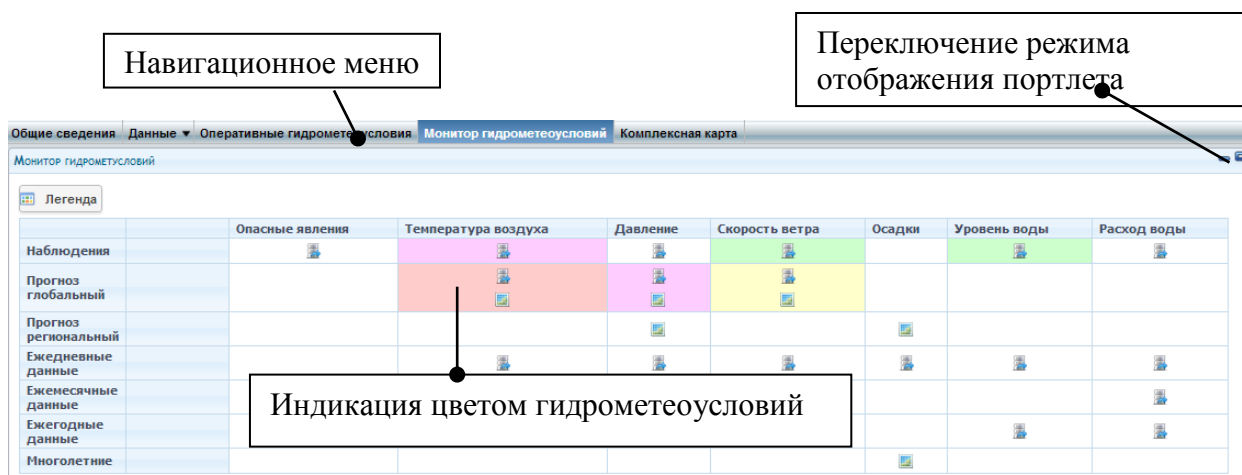 Навигационное меню
Переключение режима
отображения портлета
Общие сведения Данные Оперативные гидрометеоусловия Монитор гидрометеоусловий Комплексная карта
Монитор гидрометусловий
Легенда
Опасные явления Температура воздуха Давление Скорость ветра Осадки Уровень воды Расход воды
Наблюдения
Прогноз
глобальный
Прогноз
региональный
Ежедневные
данные
Индикация цветом гидрометеоусловий
Ежемесячные
данные
Ежегодные
данные
Многолетние